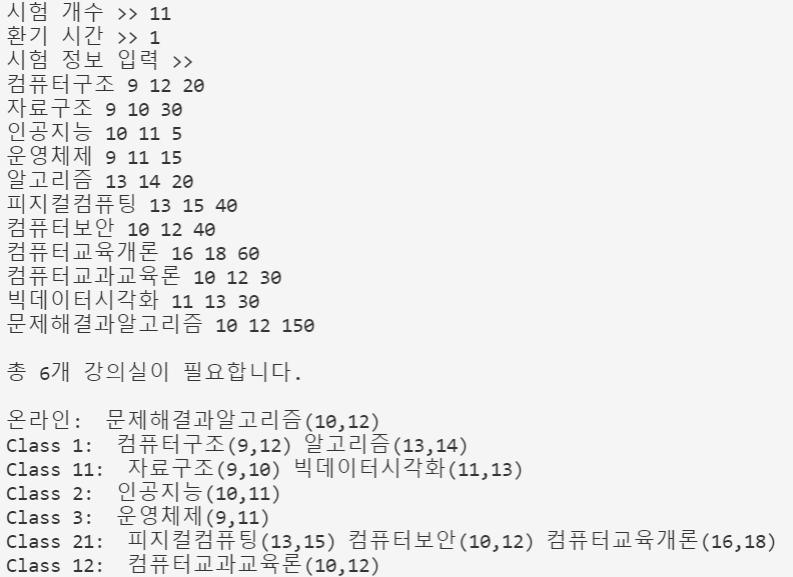 시험 개수 >> 11
환기 시간 >> 1
시험 정보 입력 >>
컴퓨터구조 9 12 20
자료구조 9 10 30
인공지능 10 11 5
운영체제 9 11 15
알고리즘 13 14 20
피지컬컴퓨팅 13 15 40
컴퓨터보안 10 12 40
컴퓨터교육개론 16 18 60
컴퓨터교과교육론 10 12 30
빅데이터시각화 11 13 30
문제해결과알고리즘 10 12 150
총 6개 강의실이 필요합니다.
온라인: 문제해결과알고리즘(10,12)
Class 1: 컴퓨터구조(9,12) 알고리즘(13,14)
Class 11: 자료구조(9,10) 빅데이터시각화(11,13)
Class 2: 인공지능(10,11)
Class 3: 운영체제(9,11)
Class 21: 피지컬컴퓨팅(13,15) 컴퓨터보안(10,12) 컴퓨터교육개론(16,18)
Class 12: 컴퓨터교과교육론(10,12)